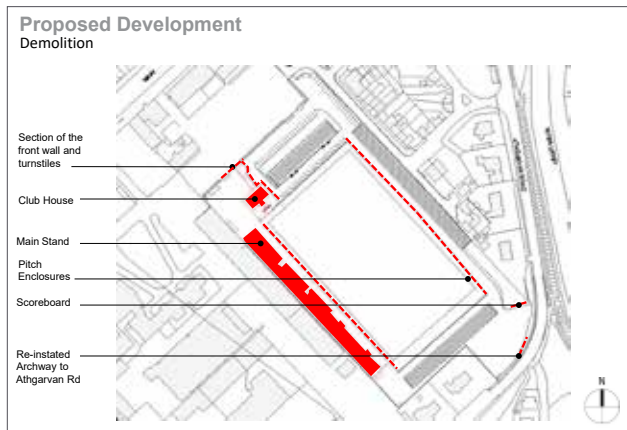 Proposed Development
Demolition
Section of the
front wall and
turnstiles
Club House
Main Stand
Pitch
Enclosures
Scoreboard
Re-instated
Archway to
Athgarvan Rd
N